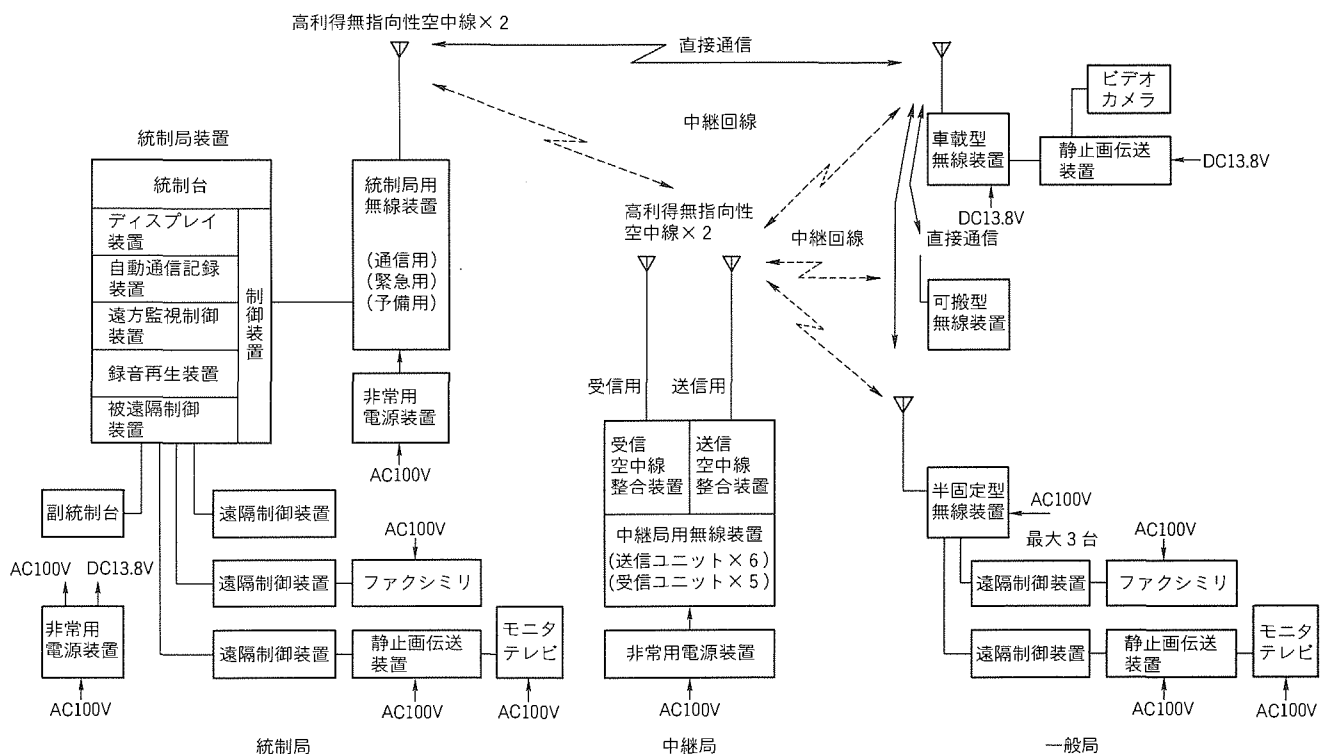 高利得無指向性空中線×2
直接通信
ビデオ
カメラ
中継回線
統制局装置
車載型
無線装置
静止画伝送
装置
DC13.8V
DC13.8V
統制台
ディスプレイ
装置
自動通信記録
装置
遠方監視制御
装置
録音再生装置
被遠隔制御
装置
制御装置
統制局用
無線装置
(通信用)
(緊急用)
(予備用)
高利得無指向性
空中線×2
中継回線
直接通信
可搬型
無線装置
非常用
電源装置
AC100V
受信用
送信用
受信
空中線
整合装置
送信
空中線
整合装置
半固定型
無線装置
AC100V
副統制台
遠隔制御装置
AC100V
中継局用無線装置
(送信ユニット×6)
(受信ユニット×5)
最大3台
AC100V
AC100V
DC13.8V
遠隔制御装置
ファクシミリ
遠隔制御装置
ファクシミリ
非常用
電源装置
AC100V
遠隔制御装置
静止画伝送
装置
モニタ
テレビ
AC100V
AC100V
非常用電源装置
AC100V
遠隔制御装置
静止画伝送
装置
モニタ
テレビ
AC100V
AC100V
統制局
中継局
一般局